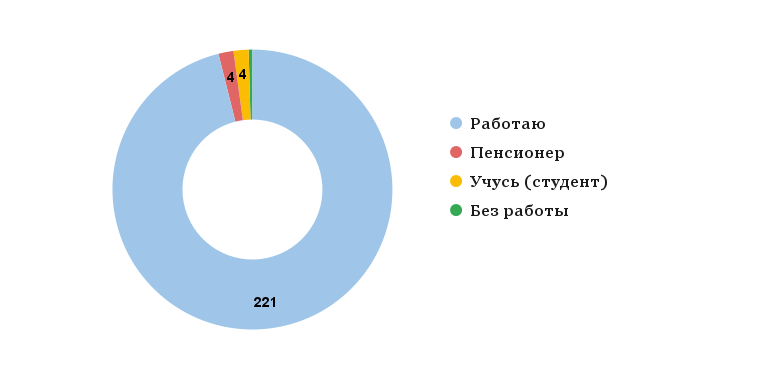 4 4
221
Работаю
Пенсионер
Учусь (студент)
Без работы